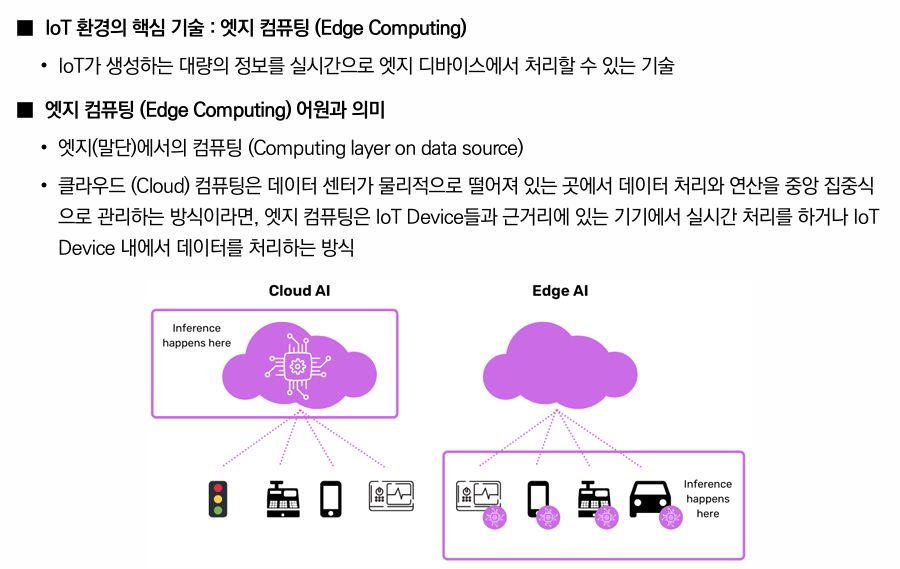 ■ IoT 환경의 핵심 기술 : 엣지 컴퓨팅 (Edge Computing)
• IoT가 생성하는 대량의 정보를 실시간으로 엣지 디바이스에서 처리할 수 있는 기술
■ 엣지 컴퓨팅 (Edge Computing) 어원과 의미
• 엣지(말단)에서의 컴퓨팅 (Computing layer on data source)
• 클라우드 (Cloud) 컴퓨팅은 데이터 센터가 물리적으로 떨어져 있는 곳에서 데이터 처리와 연산을 중앙 집중식
으로 관리하는 방식이라면, 엣지 컴퓨팅은 IoT Device들과 근거리에 있는 기기에서 실시간 처리를 하거나 IoT
Device 내에서 데이터를 처리하는 방식
Cloud AI
Inference
happens here
Edge AI
Inference
happens
here